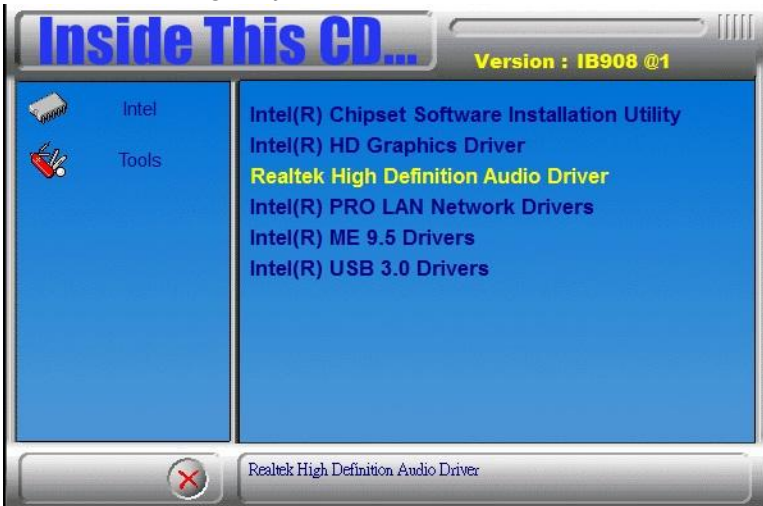 Inside This CD...
Version : IB908 @1
Intel
Tools
Intel(R) Chipset Software Installation Utility
Intel(R) HD Graphics Driver
Realtek High Definition Audio Driver
Intel(R) PRO LAN Network Drivers
Intel(R) ME 9.5 Drivers
Intel(R) USB 3.0 Drivers
Realtek High Definition Audio Driver